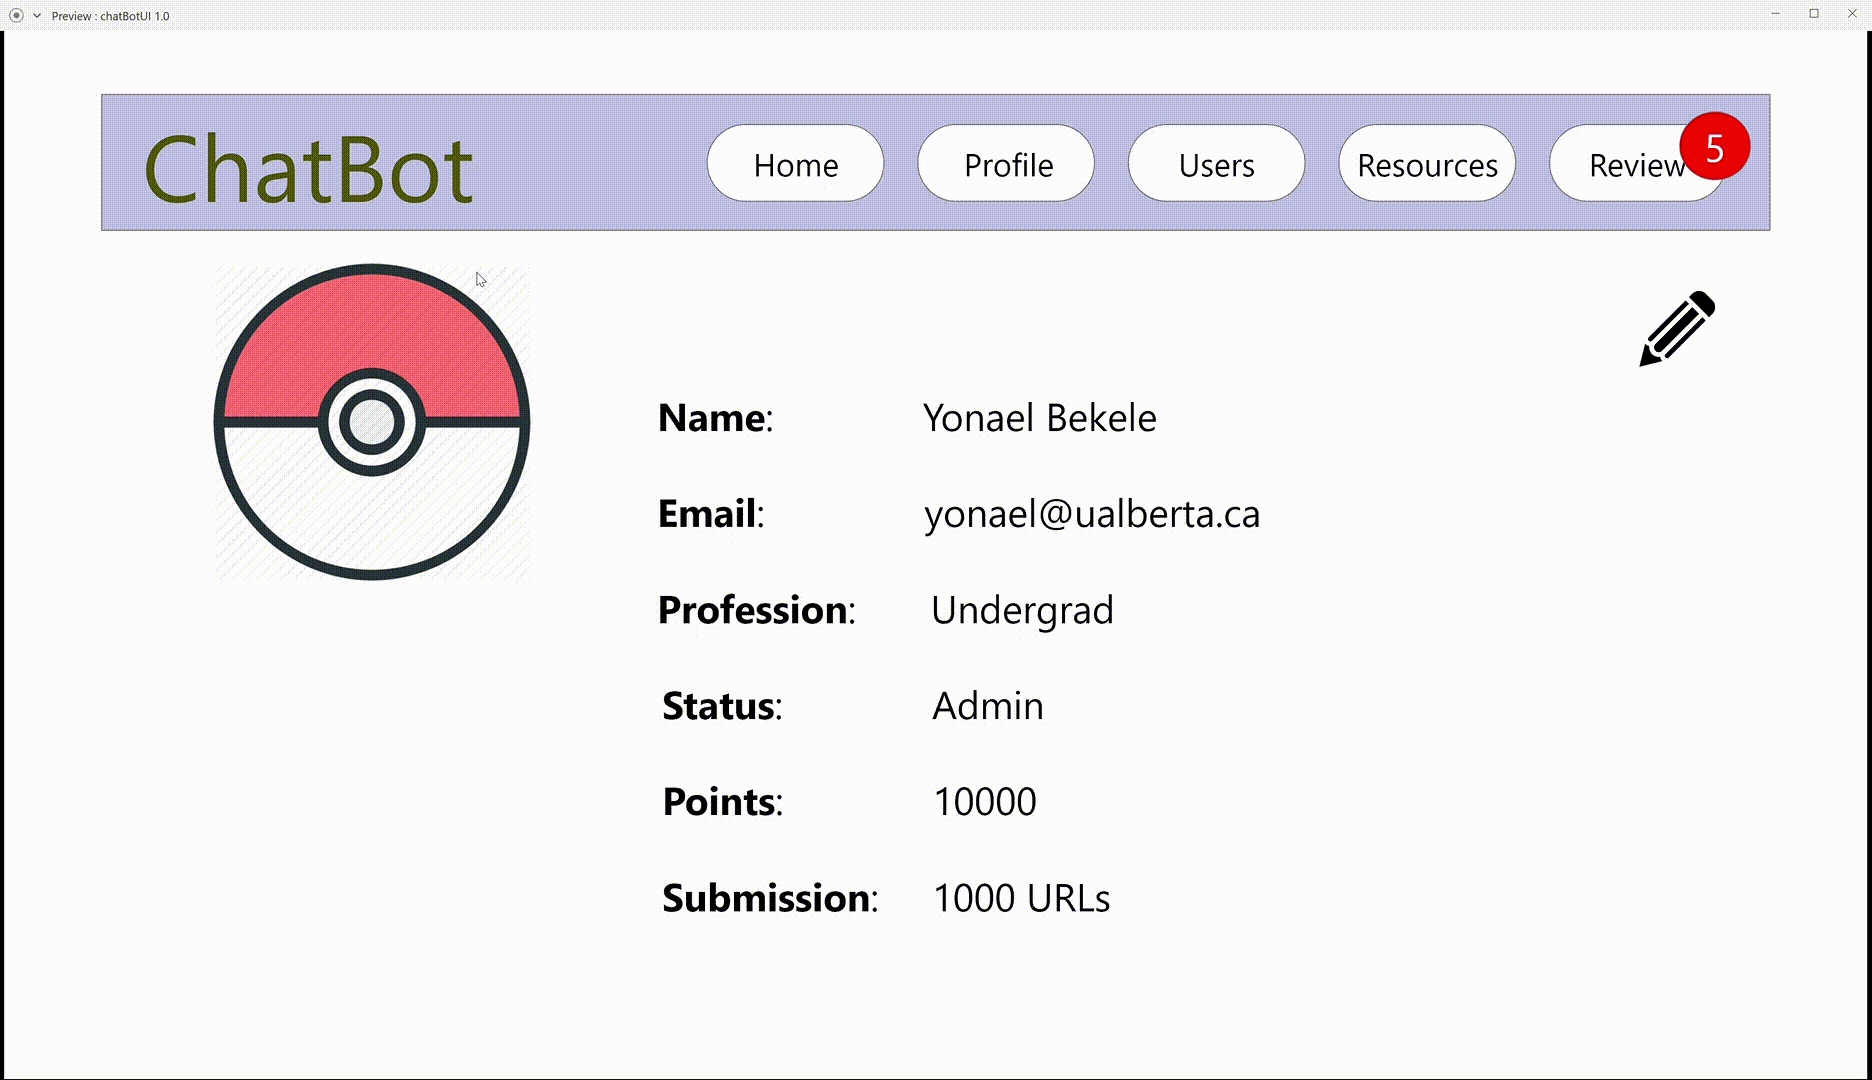 Preview : chatBotUI 1.0
ChatBot
Home Profile Users Resources Review 5
Name: Yonael Bekele
Email: yonael@ualberta.ca
Profession: Undergrad
Status: Admin
Points: 10000
Submission: 1000 URLs